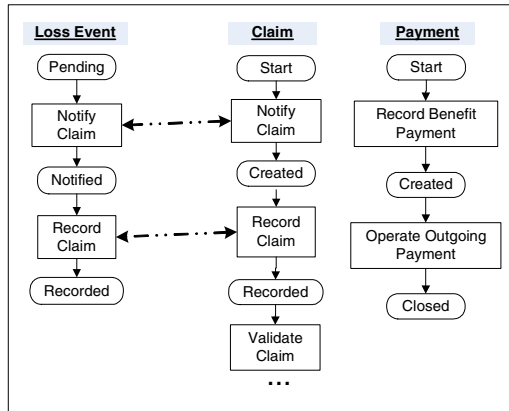 Loss Event
Pending
Notify
Claim
Notified
Record
Claim
Recorded
Claim
Start
Notify
Claim
Created
Record
Claim
Recorded
Validate
Claim
...
Payment
Start
Record Benefit
Payment
Created
Operate Outgoing
Payment
Closed